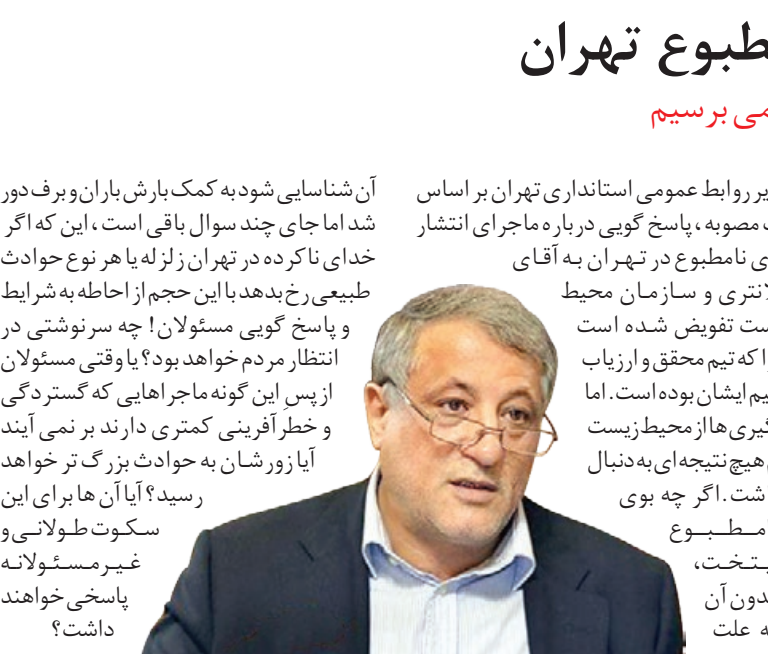 طبوع تهران
می برسیم
یر روابط عمومی استانداری تهران بر اساس
مصوبه، پاسخ گویی درباره ماجرای انتشار
ی نامطبوع در تهران به آقای
لانتری و سازمان محیط
ست تفویض شده است
را که تیم محقق و ارزیاب
یم ایشان بوده است. اما
گیری ها از محیط زیست
هیچ نتیجه ای به دنبال
اشت. اگر چه بوی
امطبوع
یتخت،
دون آن
ه علت
آن شناسایی شود به کمک بارش باران و برف دور
شد اما جای چند سوال باقی است، این که اگر
خدای ناکرده در تهران زلزله یا هر نوع حوادث
طبیعی رخ بدهد با این حجم از احاطه به شرایط
و پاسخ گویی مسئولان! چه سرنوشتی در
انتظار مردم خواهد بود؟ یا وقتی مسئولان
از پسِ این گونه ماجراهایی که گستردگی
و خطرآفرینی کمتری دارند بر نمی آیند
آیا زورشان به حوادث بزرگ تر خواهد
رسید؟ آیا آن ها برای این
سکوت طولانی و
غیرمسئولانه
پاسخی خواهند
داشت؟